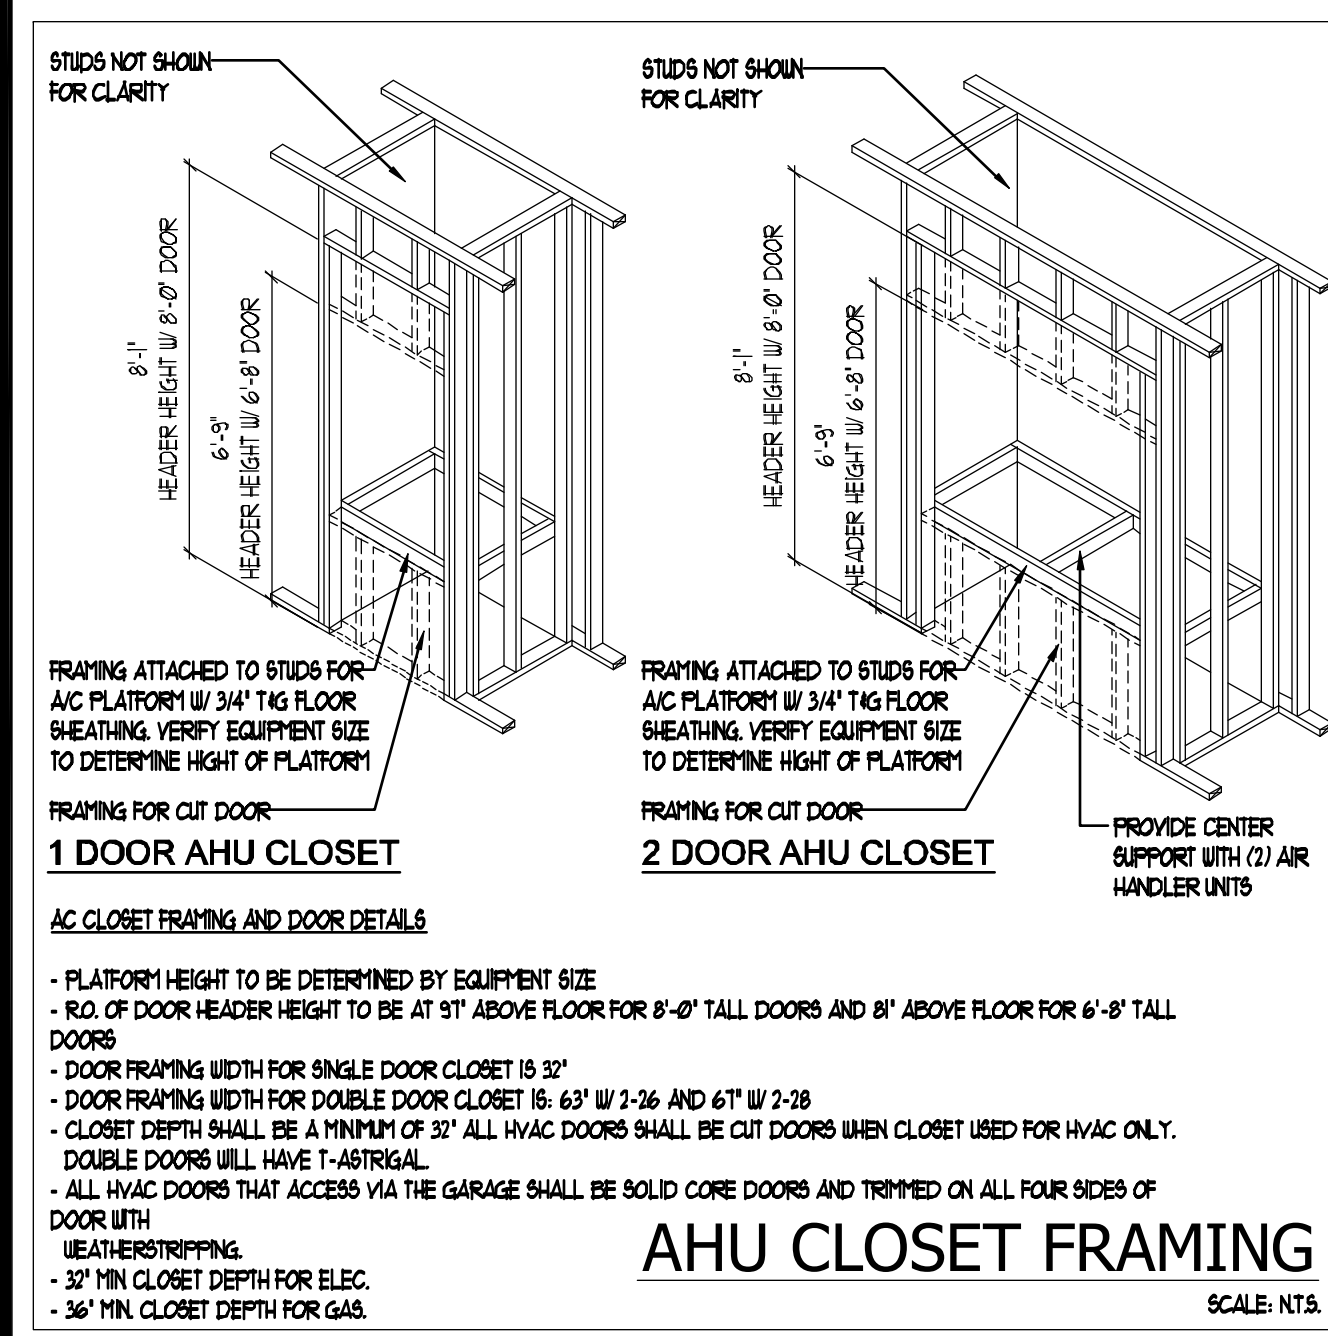 STUDS NOT SHOWN
FOR CLARITY
8'-1"
HEADER HEIGHT W/ 8'-0" DOOR
6'-9"
HEADER HEIGHT W/ 6'-8" DOOR
FRAMING ATTACHED TO STUDS FOR
A/C PLATFORM W/ 3/4" T&G FLOOR
SHEATHING. VERIFY EQUIPMENT SIZE
TO DETERMINE HIGHT OF PLATFORM
FRAMING FOR CUT DOOR
1 DOOR AHU CLOSET
STUDS NOT SHOWN
FOR CLARITY
8'-1"
HEADER HEIGHT W/ 8'-0" DOOR
6'-9"
HEADER HEIGHT W/ 6'-8" DOOR
FRAMING ATTACHED TO STUDS FOR
A/C PLATFORM W/ 3/4" T&G FLOOR
SHEATHING. VERIFY EQUIPMENT SIZE
TO DETERMINE HIGHT OF PLATFORM
FRAMING FOR CUT DOOR
2 DOOR AHU CLOSET
PROVIDE CENTER
SUPPORT WITH (2) AIR
HANDLER UNITS
AC CLOSET FRAMING AND DOOR DETAILS
- PLATFORM HEIGHT TO BE DETERMINED BY EQUIPMENT SIZE
- R.O. OF DOOR HEADER HEIGHT TO BE AT 97" ABOVE FLOOR FOR 8'-0" TALL DOORS AND 81" ABOVE FLOOR FOR 6'-8" TALL
DOORS
- DOOR FRAMING WIDTH FOR SINGLE DOOR CLOSET IS 32"
- DOOR FRAMING WIDTH FOR DOUBLE DOOR CLOSET IS: 63" W/ 2-26 AND 67" W/ 2-28
- CLOSET DEPTH SHALL BE A MINIMUM OF 32" ALL HVAC DOORS SHALL BE CUT DOORS WHEN CLOSET USED FOR HVAC ONLY.
DOUBLE DOORS WILL HAVE T-ASTRIGAL.
- ALL HVAC DOORS THAT ACCESS VIA THE GARAGE SHALL BE SOLID CORE DOORS AND TRIMMED ON ALL FOUR SIDES OF
DOOR WITH
WEATHERSTRIPPING.
- 32" MIN CLOSET DEPTH FOR ELEC.
- 36" MIN. CLOSET DEPTH FOR GAS.
AHU CLOSET FRAMING
SCALE: N.T.S.